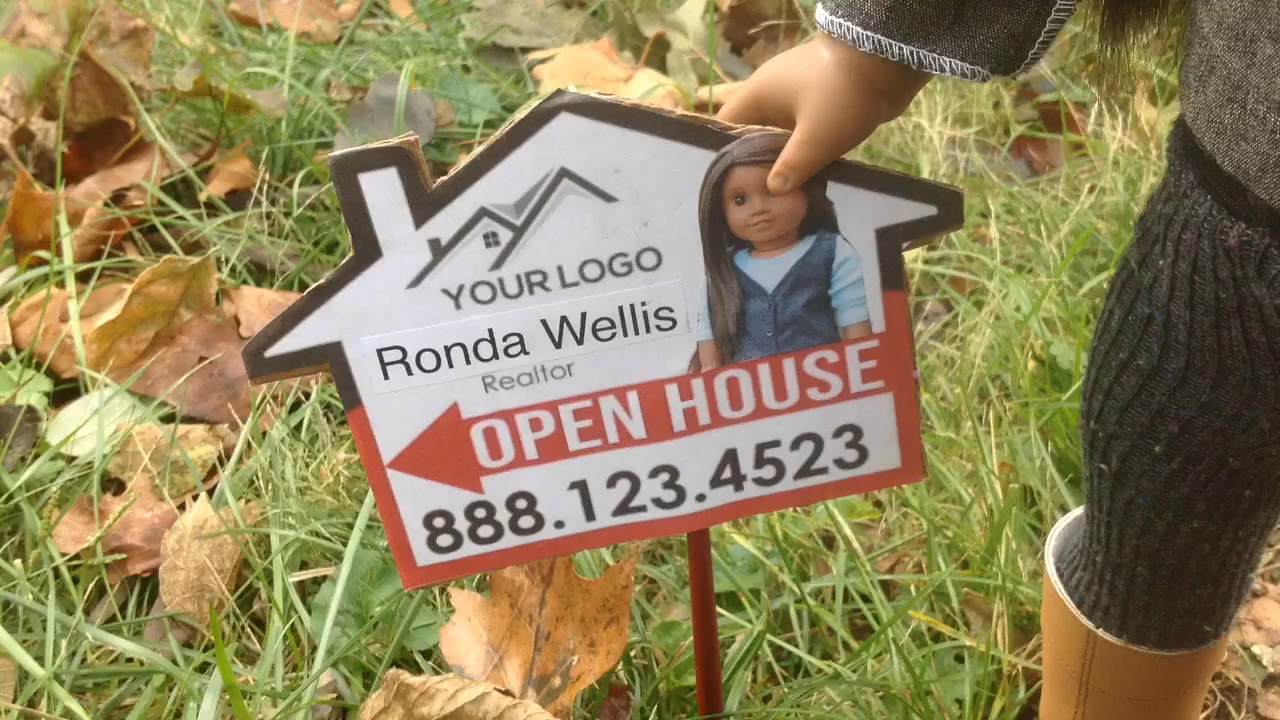 YOUR LOGO
Ronda Wellis
Realtor
OPEN HOUSE
888.123.4523